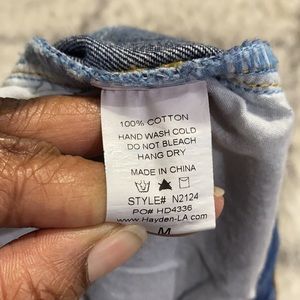 100% COTTON
HAND WASH COLD
DO NOT BLEACH
HANG DRY
MADE IN CHINA
STYLE# N2124
PO# HD4336
www.Hayden-LA.com
M